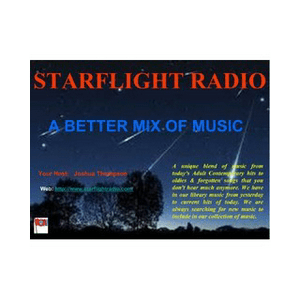 STARFLIGHT RADIO
A BETTER MIX OF MUSIC
Your Host: Joshua Thompson
Web: http://www.starflightradio.com
A unique blend of music from
today's Adult Contemporary hits to
oldies & forgotten songs that you
don't hear much anymore. We have
in our library music from yesterday
to current hits of today. We are
always searching for new music to
include in our collection of music.